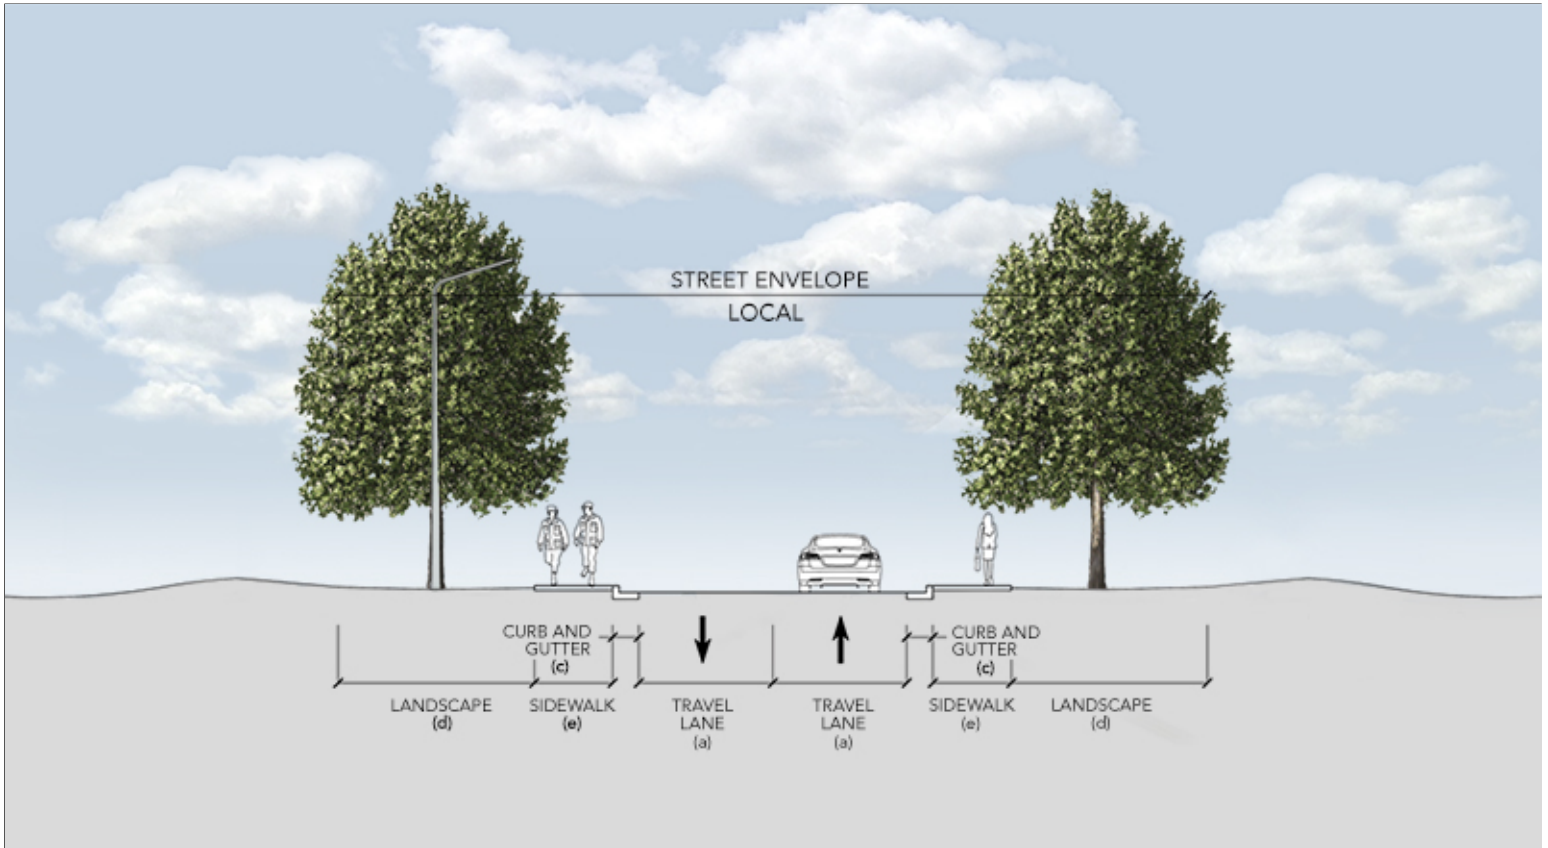 STREET ENVELOPE
LOCAL
CURB AND
GUTTER
(c)
CURB AND
GUTTER
(c)
LANDSCAPE
(d)
SIDEWALK
(e)
TRAVEL
LANE
(a)
TRAVEL
LANE
(a)
SIDEWALK
(e)
LANDSCAPE
(d)